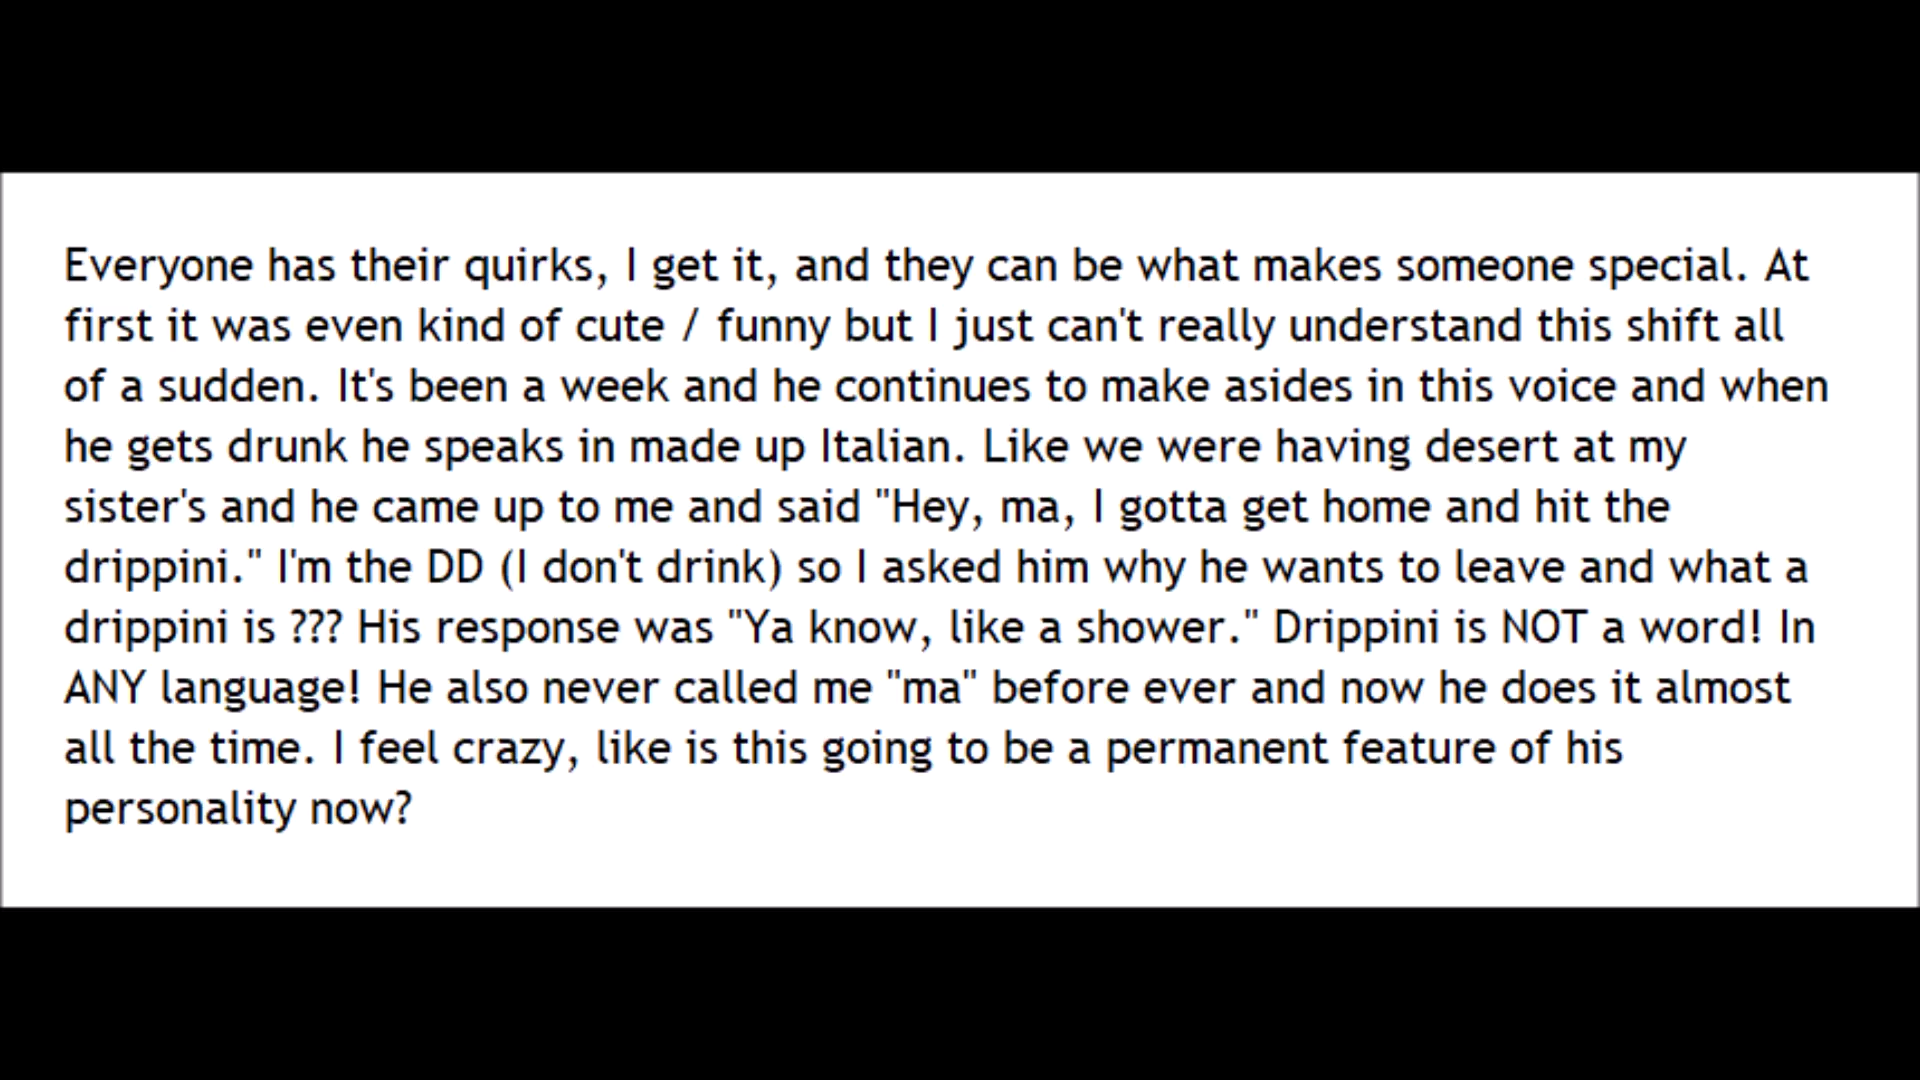 Everyone has their quirks, I get it, and they can be what makes someone special. At
first it was even kind of cute / funny but I just can't really understand this shift all
of a sudden. It's been a week and he continues to make asides in this voice and when
he gets drunk he speaks in made up Italian. Like we were having desert at my
sister's and he came up to me and said "Hey, ma, I gotta get home and hit the
drippini." I'm the DD (I don't drink) so I asked him why he wants to leave and what a
drippini is ??? His response was "Ya know, like a shower." Drippini is NOT a word! In
ANY language! He also never called me "ma" before ever and now he does it almost
all the time. I feel crazy, like is this going to be a permanent feature of his
personality now?